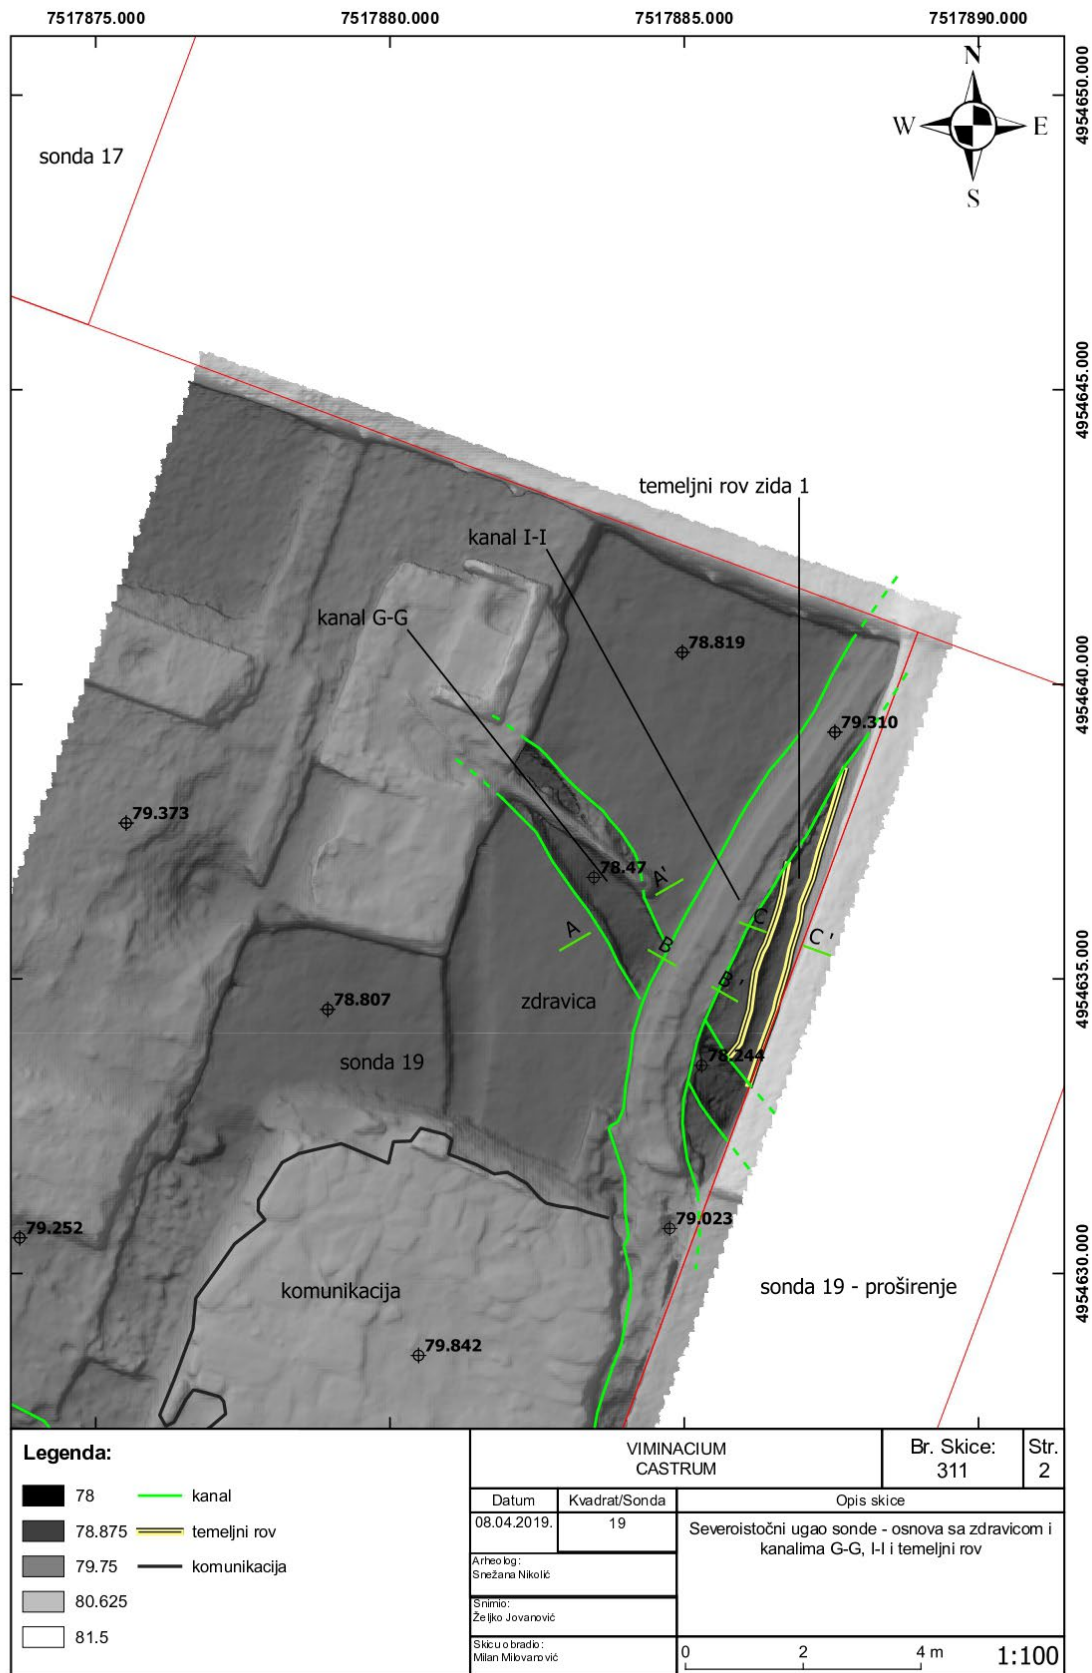 7517875.000 7517880.000 7517885.000 7517890.000
4954650.000
N
W E
S
sonda 17
4954645.000
temeljni rov zida 1
kanal I-I
kanal G-G
78.819
4954640.000
79.310
79.373
78.47
A'
A
B
C
C '
4954635.000
B '
78.807
zdravica
78.244
sonda 19
79.023
79.252
4954630.000
komunikacija
sonda 19 - proširenje
79.842
Legenda:
78
78.875
79.75
80.625
81.5
kanal
temeljni rov
komunikacija
VIMINACIUM
CASTRUM
Br. Skice:
311
Str.
2
Datum
08.04.2019.
Kvadrat/Sonda
19
Opis skice
Severoistočni ugao sonde - osnova sa zdravicom i
kanalima G-G, I-I i temeljni rov
Arheolog:
Snežana Nikolić
Snimio:
Željko Jovanović
Skicu obradio:
Milan Milovanović
0 2 4 m
1:100